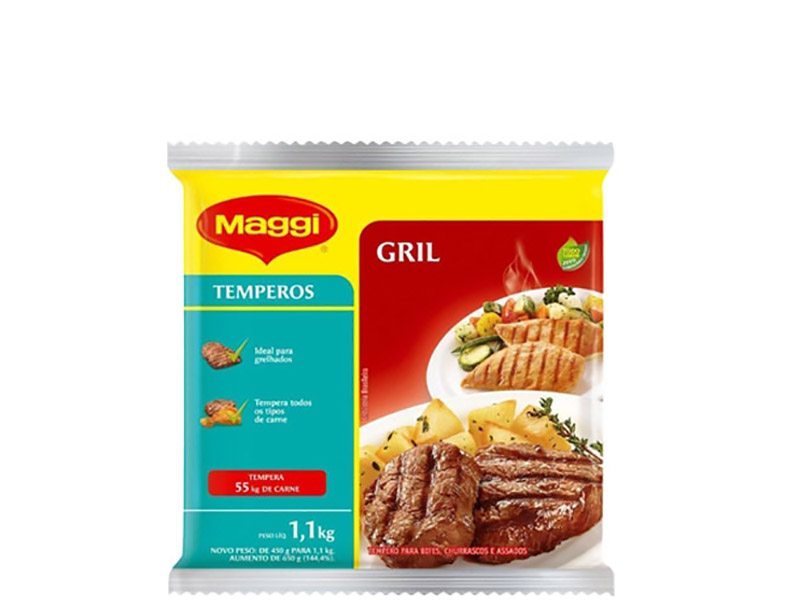 Maggi
®
TEMPEROS
GRIL
Ideal para
grelhados
Tempera todos
os tipos
de carne
TEMPERA
55 kg DE CARNE
PESO LÍQ. 1,1kg
NOVO PESO: DE 450 g PARA 1,1 kg.
AUMENTO DE 650 g (144,4%).
Indústria Brasileira
TEMPERO PARA BIFES, CHURRASCOS E ASSADOS